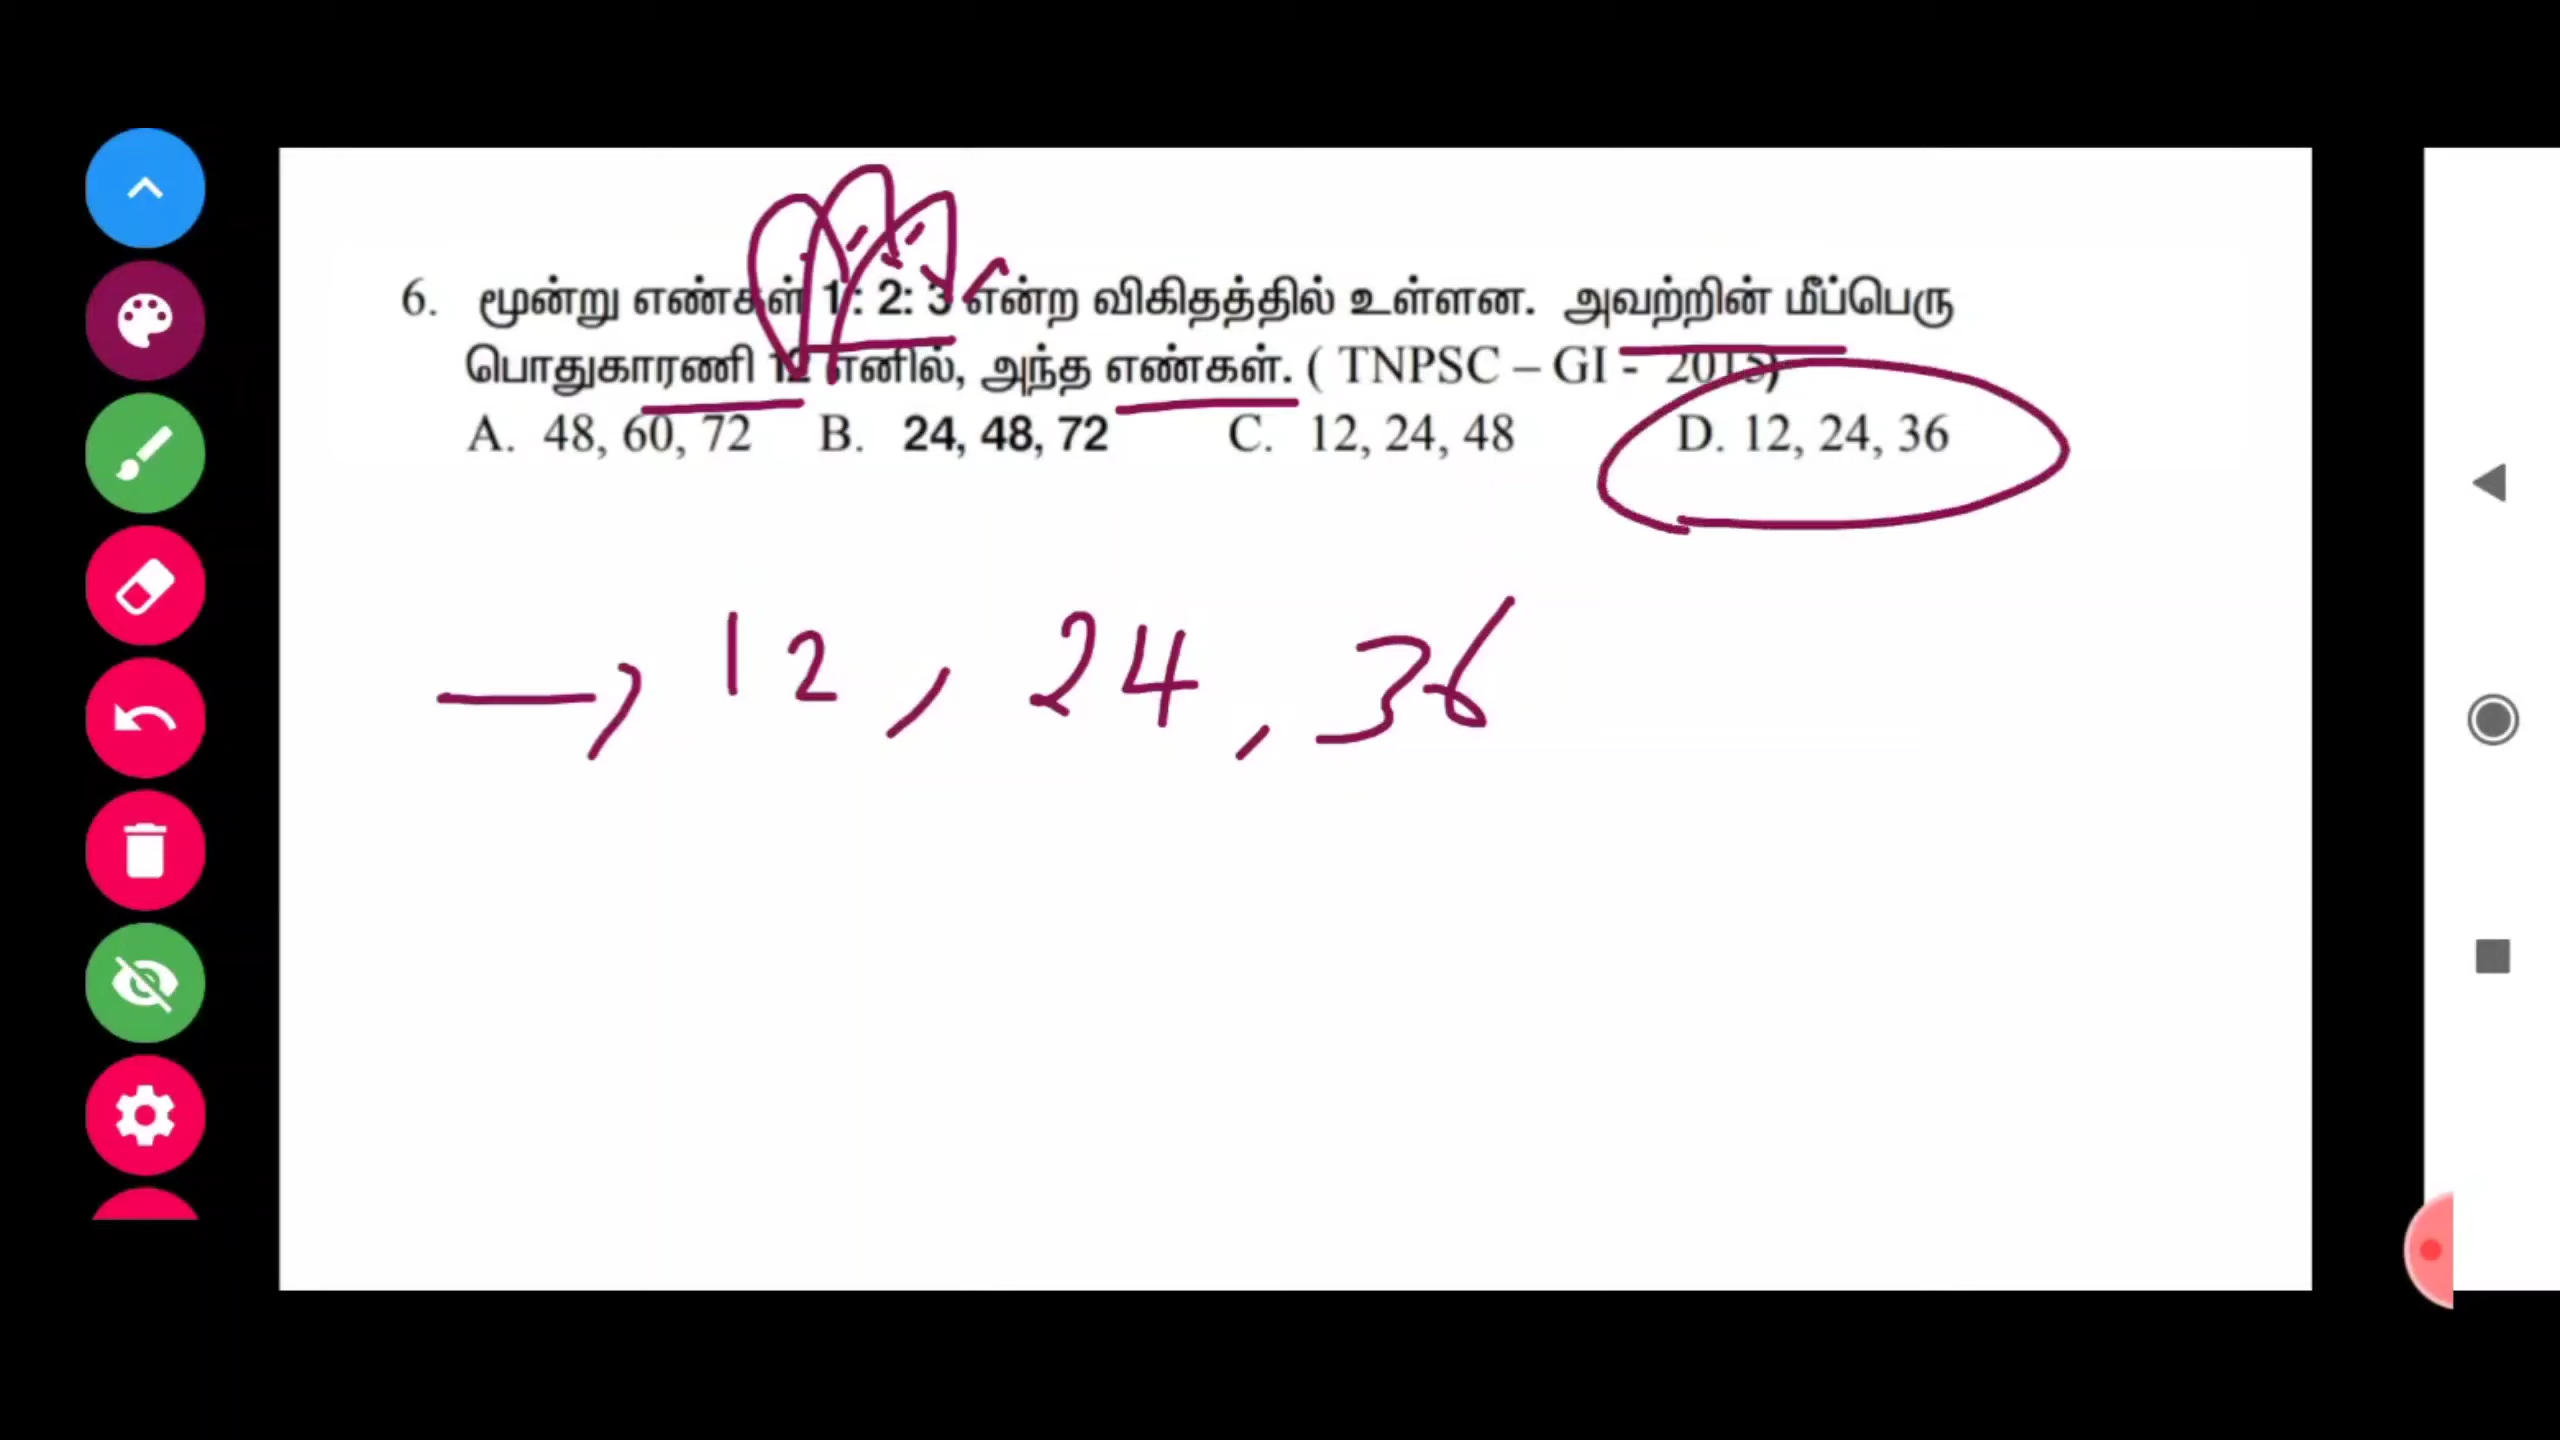 6. மூன்று எண்கள் 1: 2: 3 என்ற விகிதத்தில் உள்ளன. அவற்றின் மீப்பெரு
பொதுகாரணி 12 எனில், அந்த எண்கள். ( TNPSC – GI - 2015)
A. 48, 60, 72 B. 24, 48, 72 C. 12, 24, 48 D. 12, 24, 36
—, 12, 24, 36